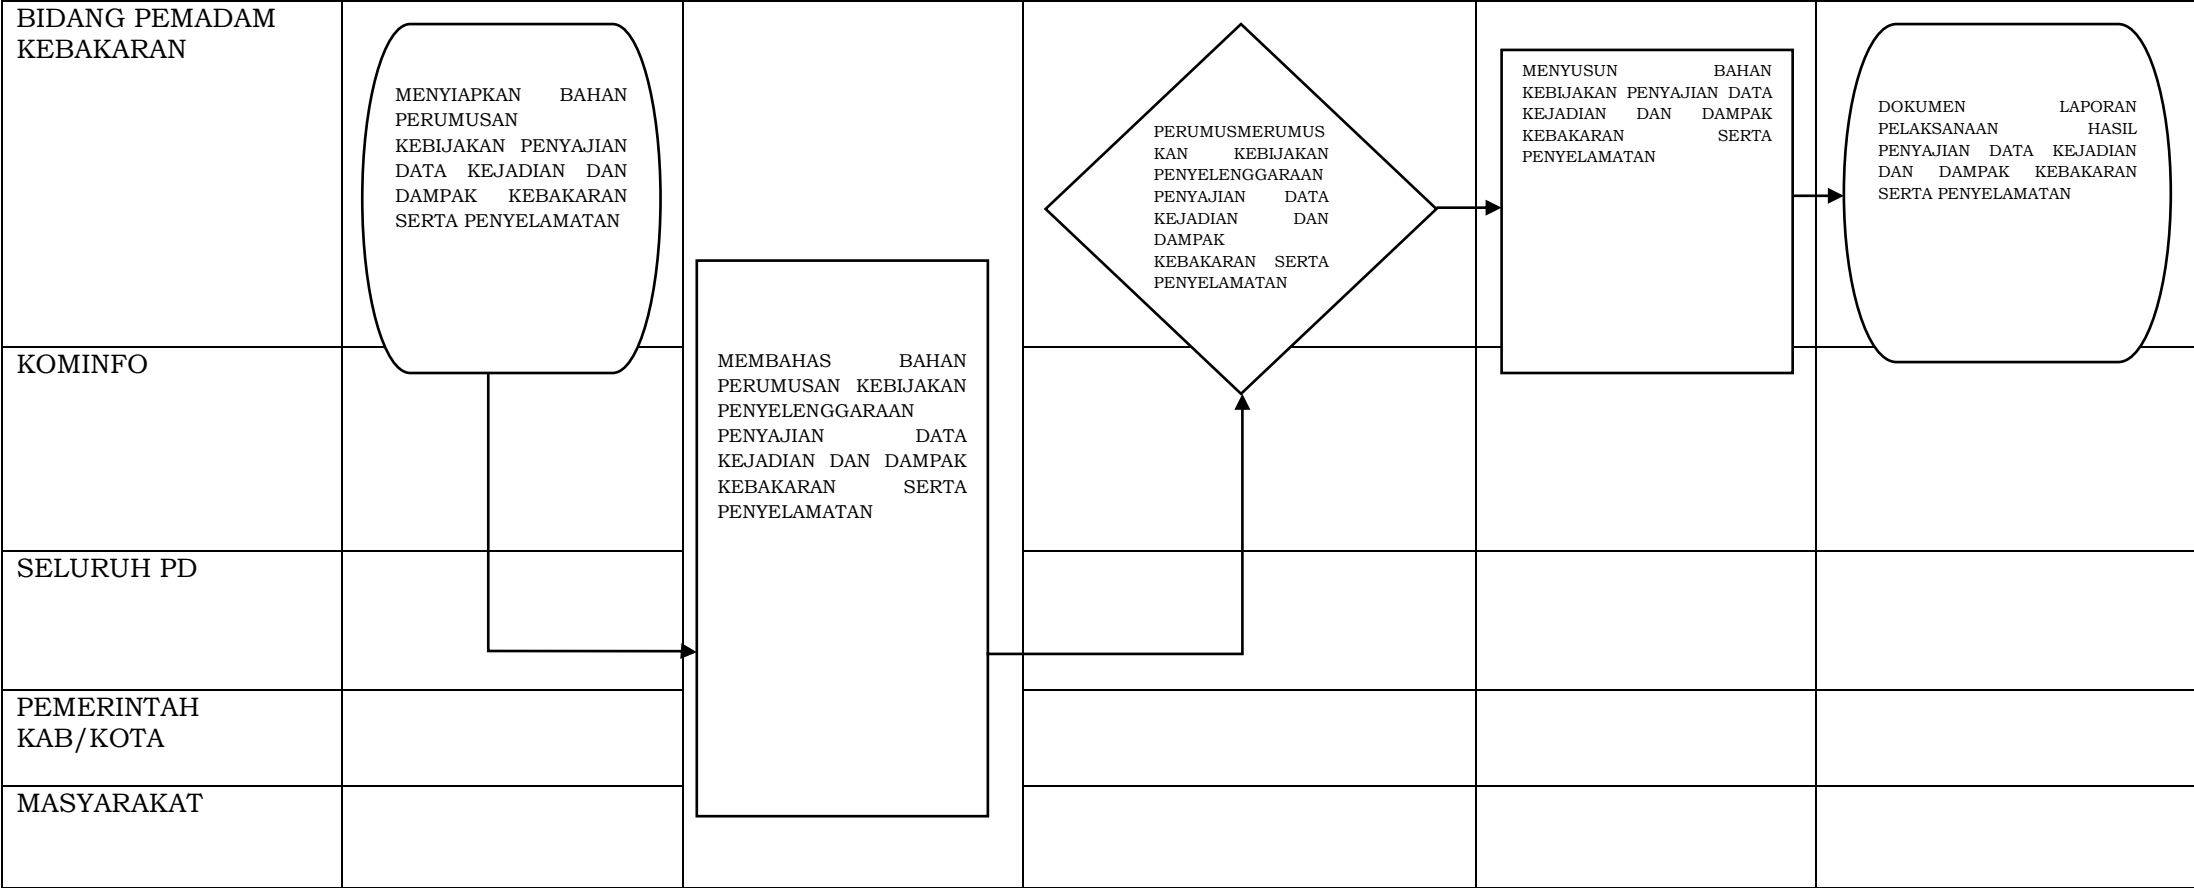 BIDANG PEMADAM
KEBAKARAN
MENYIAPKAN BAHAN
PERUMUSAN
KEBIJAKAN PENYAJIAN
DATA KEJADIAN DAN
DAMPAK KEBAKARAN
SERTA PENYELAMATAN
MEMBAHAS BAHAN
PERUMUSAN KEBIJAKAN
PENYELENGGARAAN
PENYAJIAN DATA
KEJADIAN DAN DAMPAK
KEBAKARAN SERTA
PENYELAMATAN
PERUMUSMERUMUS
KAN KEBIJAKAN
PENYELENGGARAAN
PENYAJIAN DATA
KEJADIAN DAN
DAMPAK
KEBAKARAN SERTA
PENYELAMATAN
MENYUSUN BAHAN
KEBIJAKAN PENYAJIAN DATA
KEJADIAN DAN DAMPAK
KEBAKARAN SERTA
PENYELAMATAN
DOKUMEN LAPORAN
PELAKSANAAN HASIL
PENYAJIAN DATA KEJADIAN
DAN DAMPAK KEBAKARAN
SERTA PENYELAMATAN
KOMINFO
SELURUH PD
PEMERINTAH
KAB/KOTA
MASYARAKAT